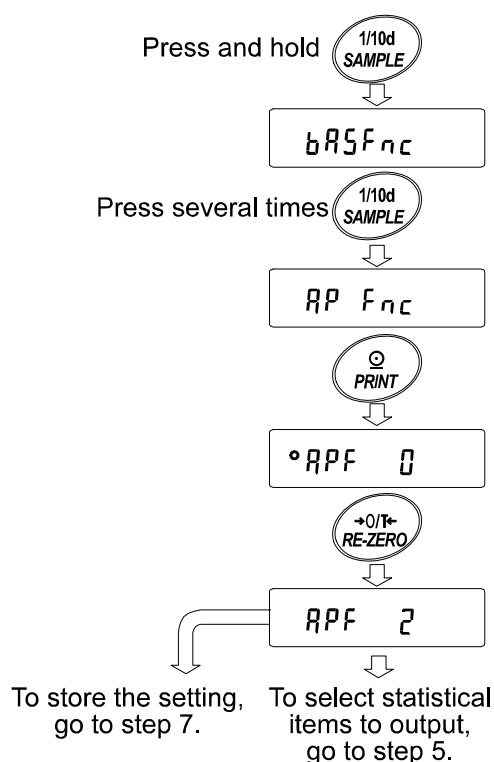 Press and hold
1/10d
SAMPLE
bASFnc
Press several times
1/10d
SAMPLE
AP Fnc
PRINT
APF 0
→0/T←
RE-ZERO
APF 2
To store the setting,
go to step 7.
To select statistical
items to output,
go to step 5.